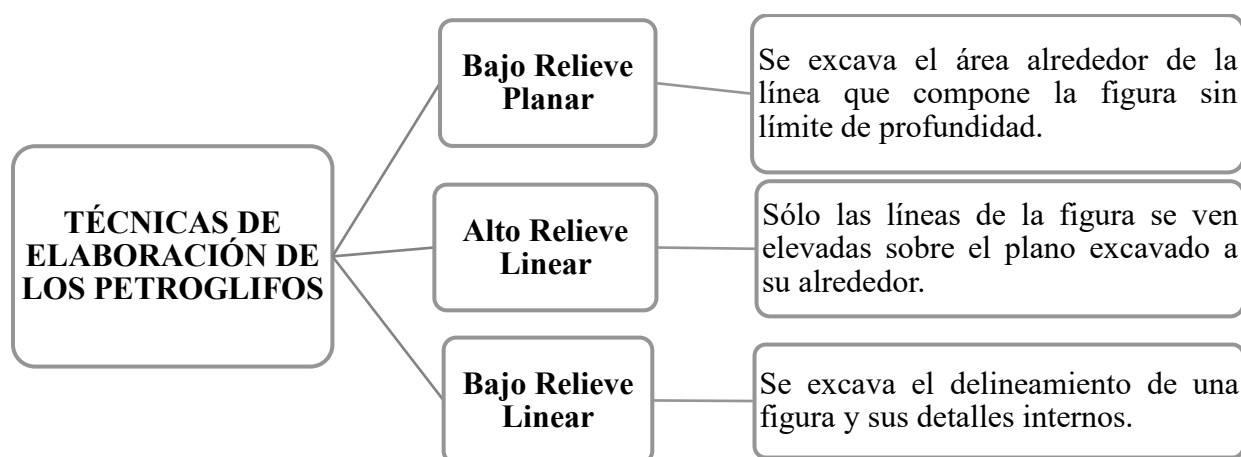 TÉCNICAS DE
ELABORACIÓN DE
LOS PETROGLIFOS
Bajo Relieve
Planar
Se excava el área alrededor de la
línea que compone la figura sin
límite de profundidad.
Alto Relieve
Linear
Sólo las líneas de la figura se ven
elevadas sobre el plano excavado a
su alrededor.
Bajo Relieve
Linear
Se excava el delineamiento de una
figura y sus detalles internos.